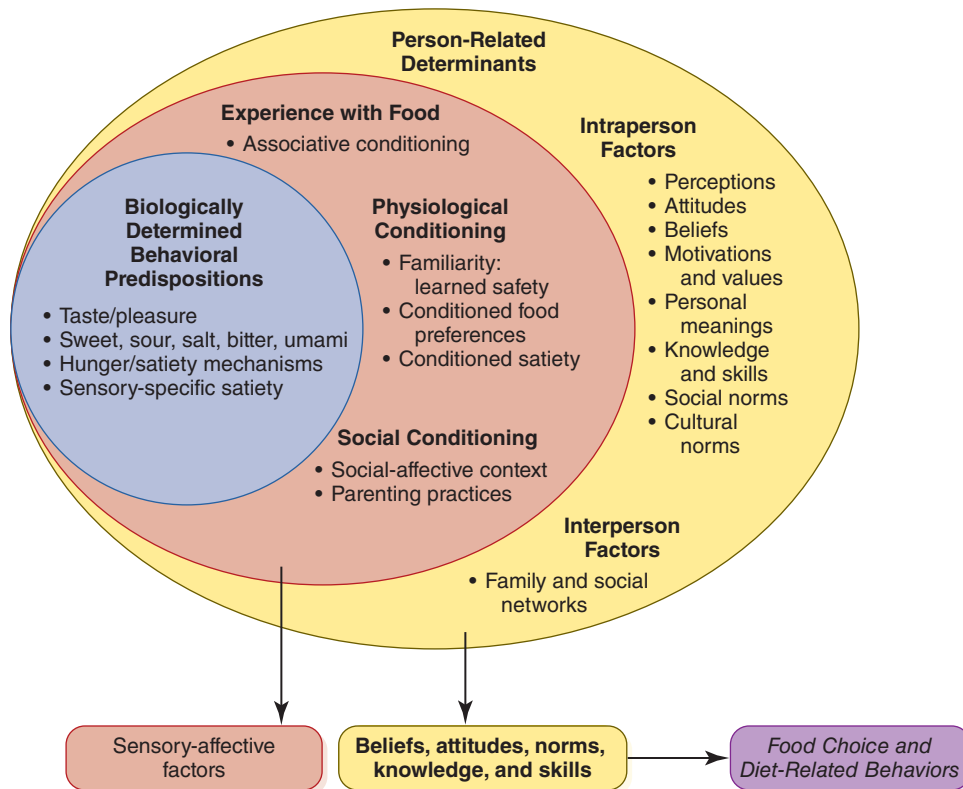 Person-Related
Determinants
Experience with Food
• Associative conditioning
Biologically
Determined
Behavioral
Predispositions
• Taste/pleasure
• Sweet, sour, salt, bitter, umami
• Hunger/satiety mechanisms
• Sensory-specific satiety
Physiological
Conditioning
• Familiarity:
learned safety
• Conditioned food
preferences
• Conditioned satiety
Social Conditioning
• Social-affective context
• Parenting practices
Intraperson
Factors
• Perceptions
• Attitudes
• Beliefs
• Motivations
and values
• Personal
meanings
• Knowledge
and skills
• Social norms
• Cultural
norms
Interperson
Factors
• Family and social
networks
Sensory-affective
factors
Beliefs, attitudes, norms,
knowledge, and skills
Food Choice and
Diet-Related Behaviors